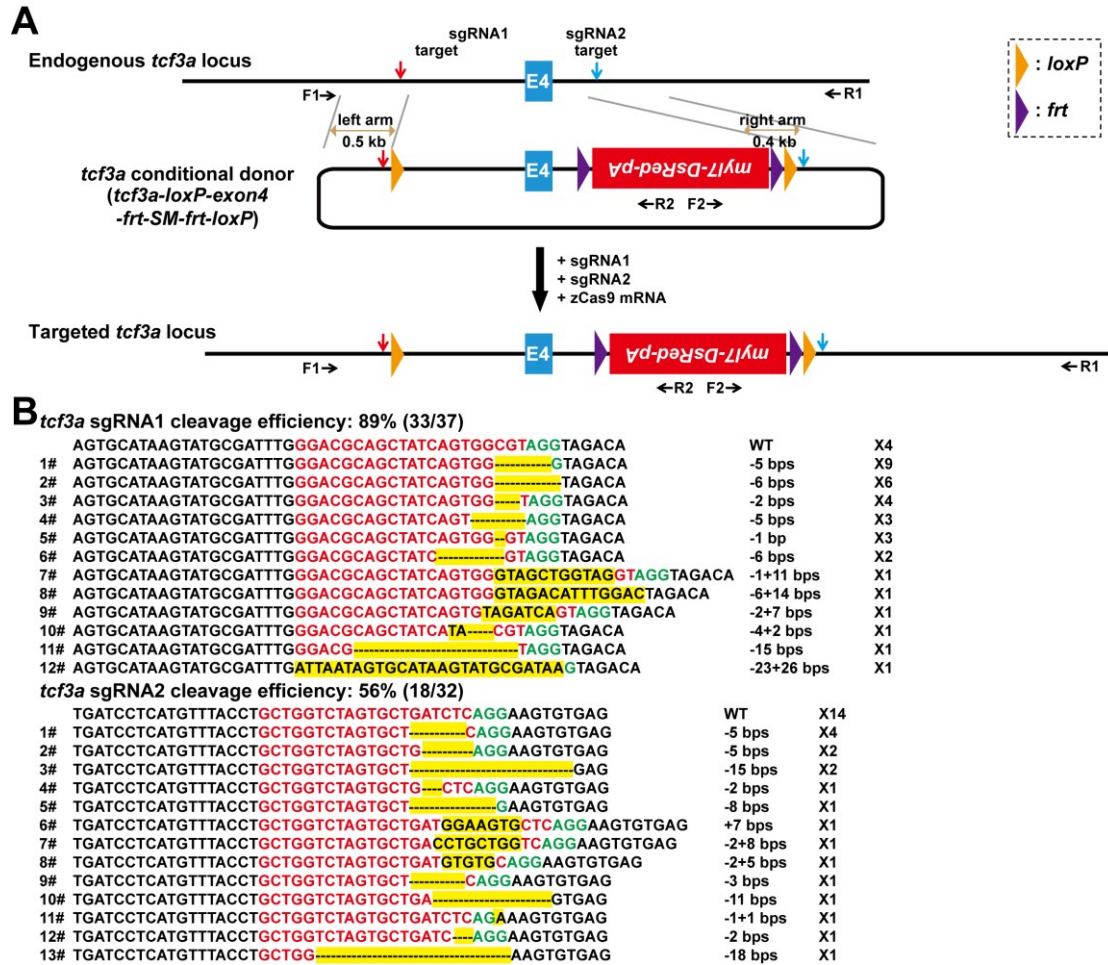 A
Endogenous tcf3a locus
sgRNA1
target
sgRNA2
target
E4
F1→
←R1
: loxP
: frt
left arm
0.5 kb
right arm
0.4 kb
tcf3a conditional donor
(tcf3a-loxP-exon4
-frt-SM-frt-loxP)
E4
myl7-DsRed-pA
←R2 F2→
+ sgRNA1
+ sgRNA2
+ zCas9 mRNA
Targeted tcf3a locus
E4
myl7-DsRed-pA
F1→
←R2 F2→
←R1
B
tcf3a sgRNA1 cleavage efficiency: 89% (33/37)
AGTGCATAAGTATGCGATTTGGGACGCAGCTATCAGTGGCGTAGGTAGACA WT X4
1# AGTGCATAAGTATGCGATTTGGGACGCAGCTATCAGTGG-----------GTAGACA -5 bps X9
2# AGTGCATAAGTATGCGATTTGGGACGCAGCTATCAGTGG-------------TAGACA -6 bps X6
3# AGTGCATAAGTATGCGATTTGGGACGCAGCTATCAGTGG-----TAGGTAGACA -2 bps X4
4# AGTGCATAAGTATGCGATTTGGGACGCAGCTATCAGT-----------AGGTAGACA -5 bps X3
5# AGTGCATAAGTATGCGATTTGGGACGCAGCTATCAGTGG--GTAGGTAGACA -1 bp X3
6# AGTGCATAAGTATGCGATTTGGGACGCAGCTATC-------------GTAGGTAGACA -6 bps X2
7# AGTGCATAAGTATGCGATTTGGGACGCAGCTATCAGTGGGTAGCTGGTAGGTAGGTAGACA -1+11 bps X1
8# AGTGCATAAGTATGCGATTTGGGACGCAGCTATCAGTGGGTAGACATTTGGACTAGACA -6+14 bps X1
9# AGTGCATAAGTATGCGATTTGGGACGCAGCTATCAGTGTAGATCAGTAGGTAGACA -2+7 bps X1
10# AGTGCATAAGTATGCGATTTGGGACGCAGCTATCATA-----CGTAGGTAGACA -4+2 bps X1
11# AGTGCATAAGTATGCGATTTGGGACG--------------------------------TAGGTAGACA -15 bps X1
12# AGTGCATAAGTATGCGATTTGATTAATAGTGCATAAGTATGCGATAAGTAGACA -23+26 bps X1
tcf3a sgRNA2 cleavage efficiency: 56% (18/32)
TGATCCTCATGTTTACCTGCTGGTCTAGTGCTGATCTCAGGAAGTGTGAG WT X14
1# TGATCCTCATGTTTACCTGCTGGTCTAGTGCT-----------CAGGAAGTGTGAG -5 bps X4
2# TGATCCTCATGTTTACCTGCTGGTCTAGTGCTG----------AGGAAGTGTGAG -5 bps X2
3# TGATCCTCATGTTTACCTGCTGGTCTAGTGCT--------------------------------GAG -15 bps X2
4# TGATCCTCATGTTTACCTGCTGGTCTAGTGCTG----CTCAGGAAGTGTGAG -2 bps X1
5# TGATCCTCATGTTTACCTGCTGGTCTAGTGCT-----------------GAAGTGTGAG -8 bps X1
6# TGATCCTCATGTTTACCTGCTGGTCTAGTGCTGATGGAAGTGCTCAGGAAGTGTGAG +7 bps X1
7# TGATCCTCATGTTTACCTGCTGGTCTAGTGCTGACCTGCTGGTCAGGAAGTGTGAG -2+8 bps X1
8# TGATCCTCATGTTTACCTGCTGGTCTAGTGCTGATGTGTGCAGGAAGTGTGAG -2+5 bps X1
9# TGATCCTCATGTTTACCTGCTGGTCTAGTGCT-----------CAGGAAGTGTGAG -3 bps X1
10# TGATCCTCATGTTTACCTGCTGGTCTAGTGCTGA-----------------------GTGAG -11 bps X1
11# TGATCCTCATGTTTACCTGCTGGTCTAGTGCTGATCTCAGAAAGTGTGAG -1+1 bps X1
12# TGATCCTCATGTTTACCTGCTGGTCTAGTGCTGATC----AGGAAGTGTGAG -2 bps X1
13# TGATCCTCATGTTTACCTGCTGG--------------------------------------AAGTGTGAG -18 bps X1